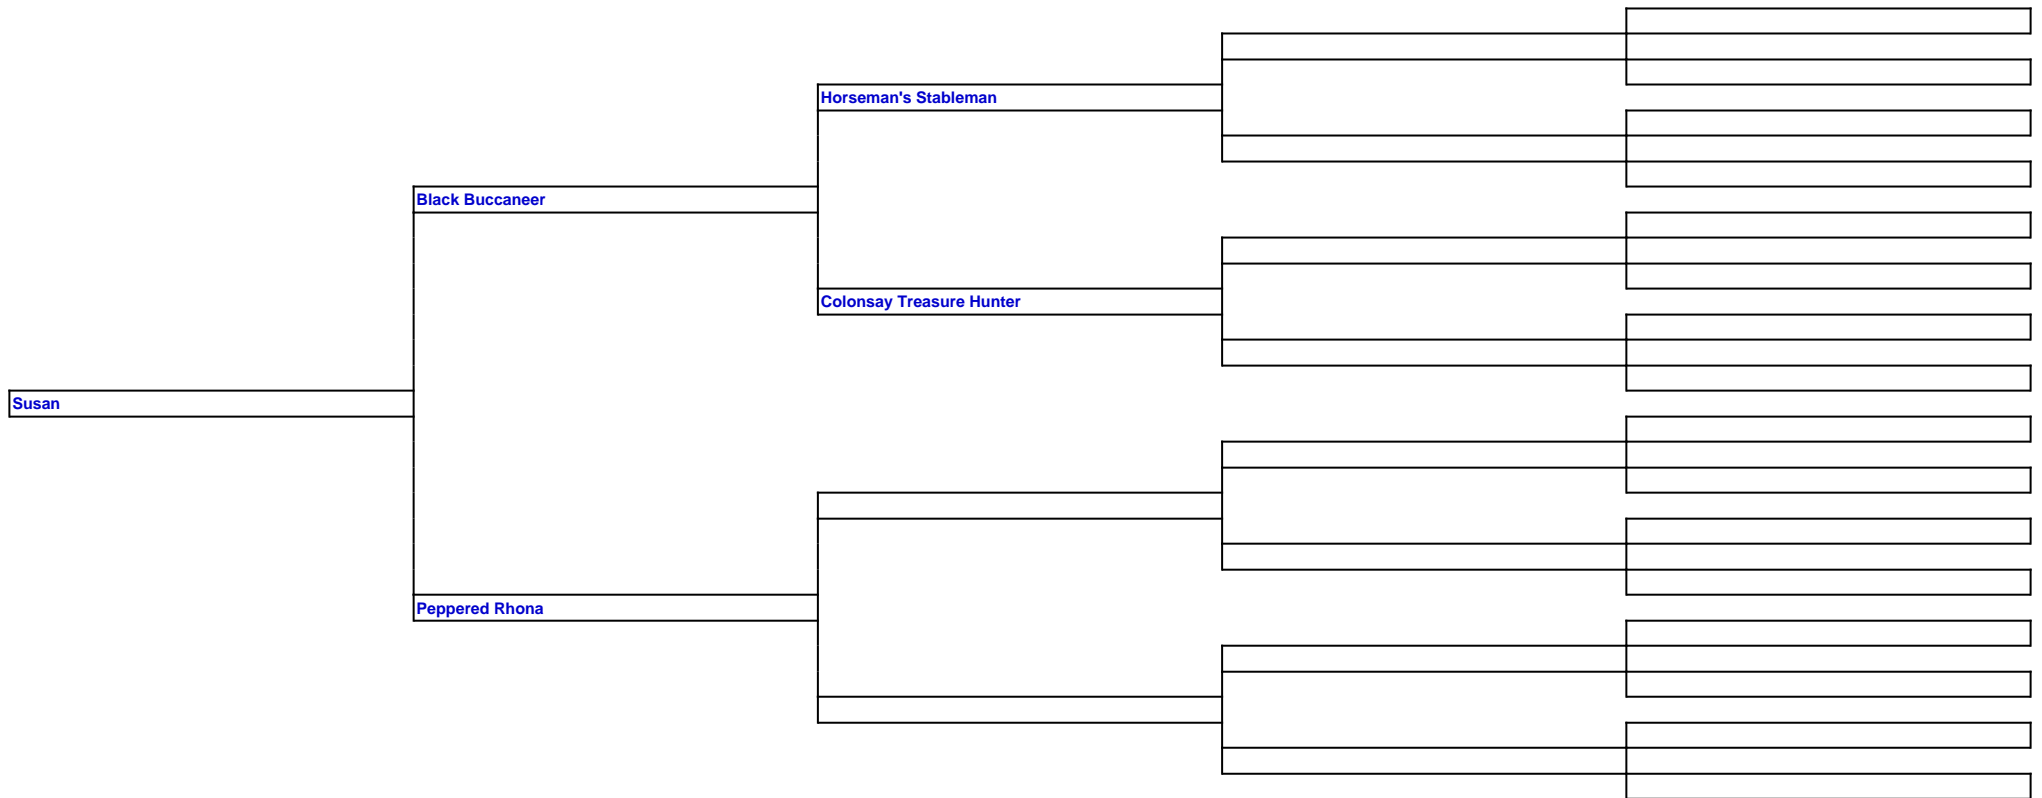 Horseman's Stableman
Black Buccaneer
Colonsay Treasure Hunter
Susan
Peppered Rhona